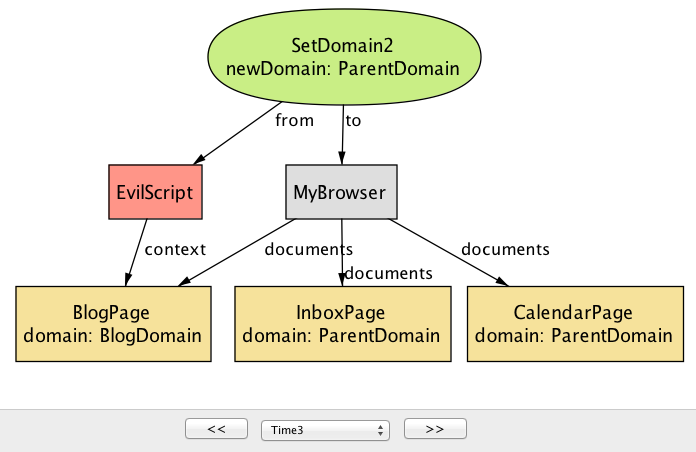 SetDomain2
newDomain: ParentDomain
from
to
EvilScript
MyBrowser
context
documents
documents
documents
BlogPage
domain: BlogDomain
InboxPage
domain: ParentDomain
CalendarPage
domain: ParentDomain
<<
Time3
>>